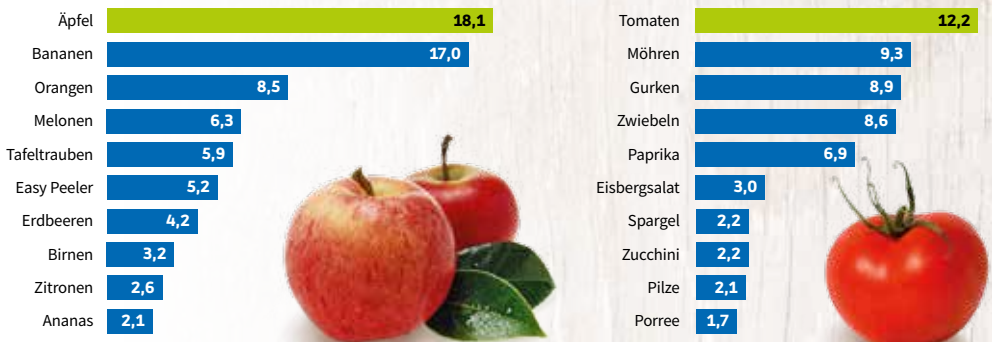 Äpfel 18,1
Bananen 17,0
Orangen 8,5
Melonen 6,3
Tafeltrauben 5,9
Easy Peeler 5,2
Erdbeeren 4,2
Birnen 3,2
Zitronen 2,6
Ananas 2,1
Tomaten 12,2
Möhren 9,3
Gurken 8,9
Zwiebeln 8,6
Paprika 6,9
Eisbergsalat 3,0
Spargel 2,2
Zucchini 2,2
Pilze 2,1
Porree 1,7